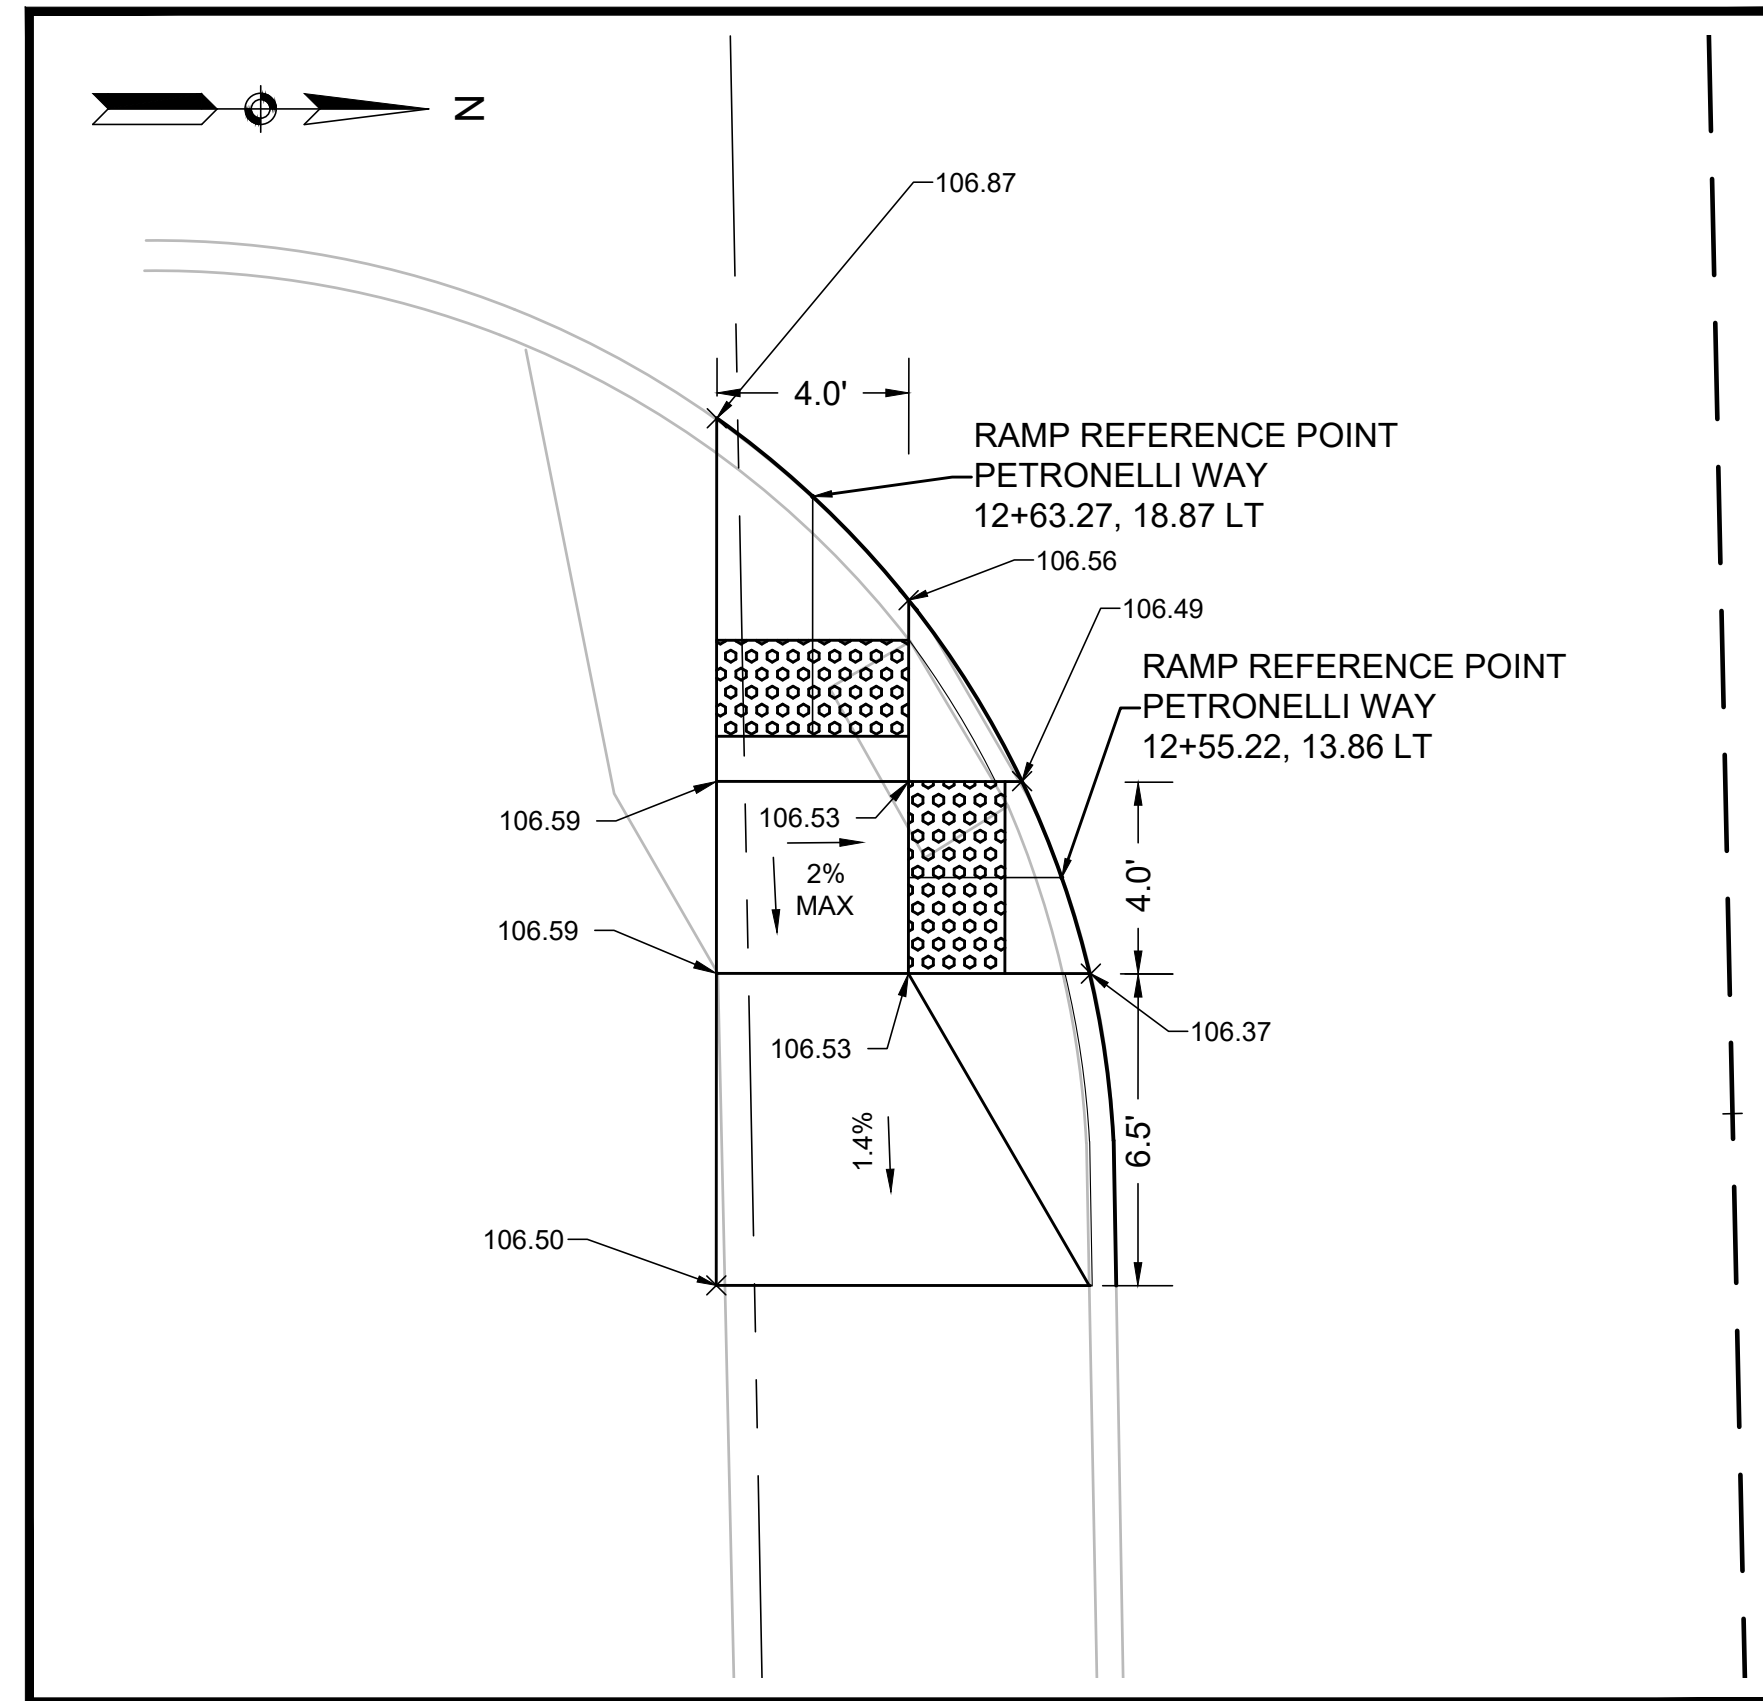 N
106.87
4.0'
RAMP REFERENCE POINT
PETRONELLI WAY
12+63.27, 18.87 LT
106.56
106.49
RAMP REFERENCE POINT
PETRONELLI WAY
12+55.22, 13.86 LT
106.59
106.53
2%
MAX
4.0'
106.59
106.37
106.53
1.4%
6.5'
106.50